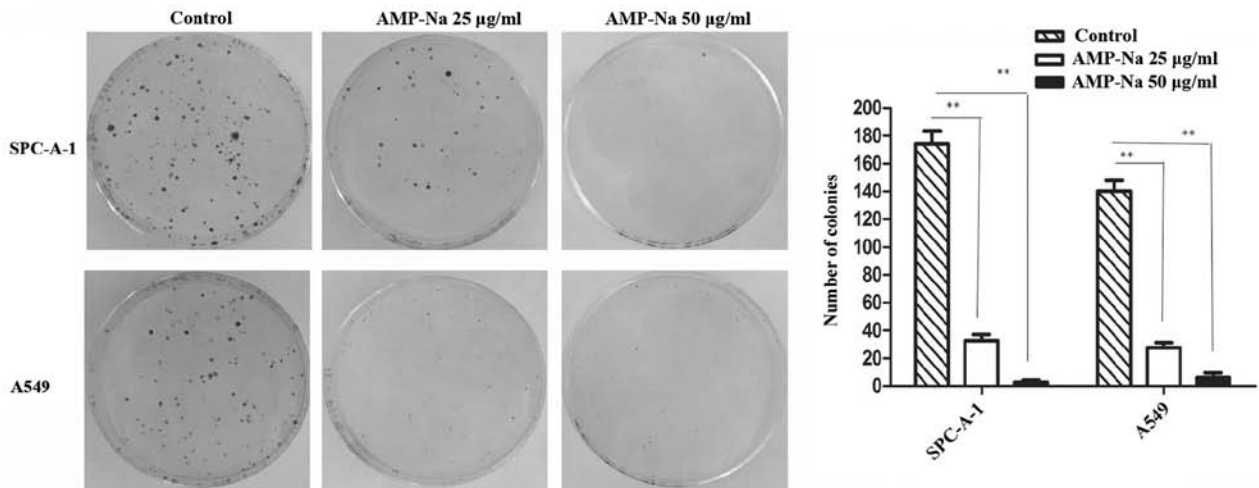 Control AMP-Na 25 μg/ml AMP-Na 50 μg/ml
SPC-A-1
A549
Control
AMP-Na 25 μg/ml
AMP-Na 50 μg/ml
**
**
**
**
Number of colonies
200
180
160
140
120
100
80
60
40
20
0
SPC-A-1
A549